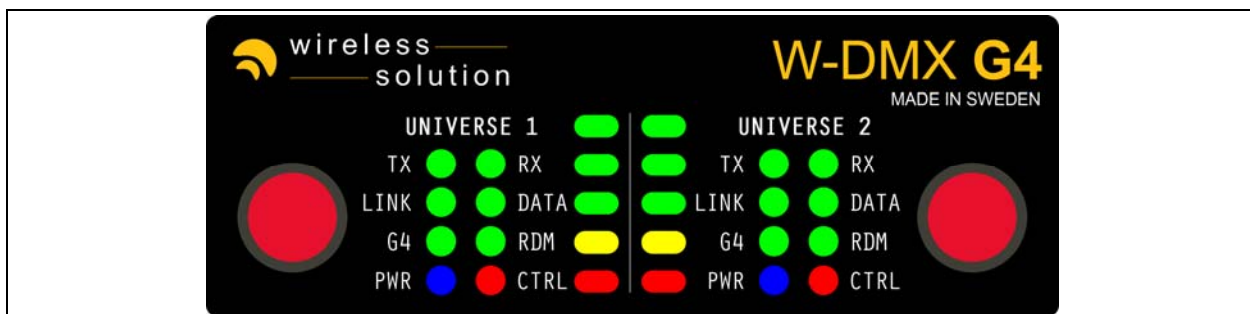 wireless
solution
W-DMX G4
MADE IN SWEDEN
UNIVERSE 1
UNIVERSE 2
TX RX TX RX
LINK DATA LINK DATA
G4 RDM G4 RDM
PWR CTRL PWR CTRL